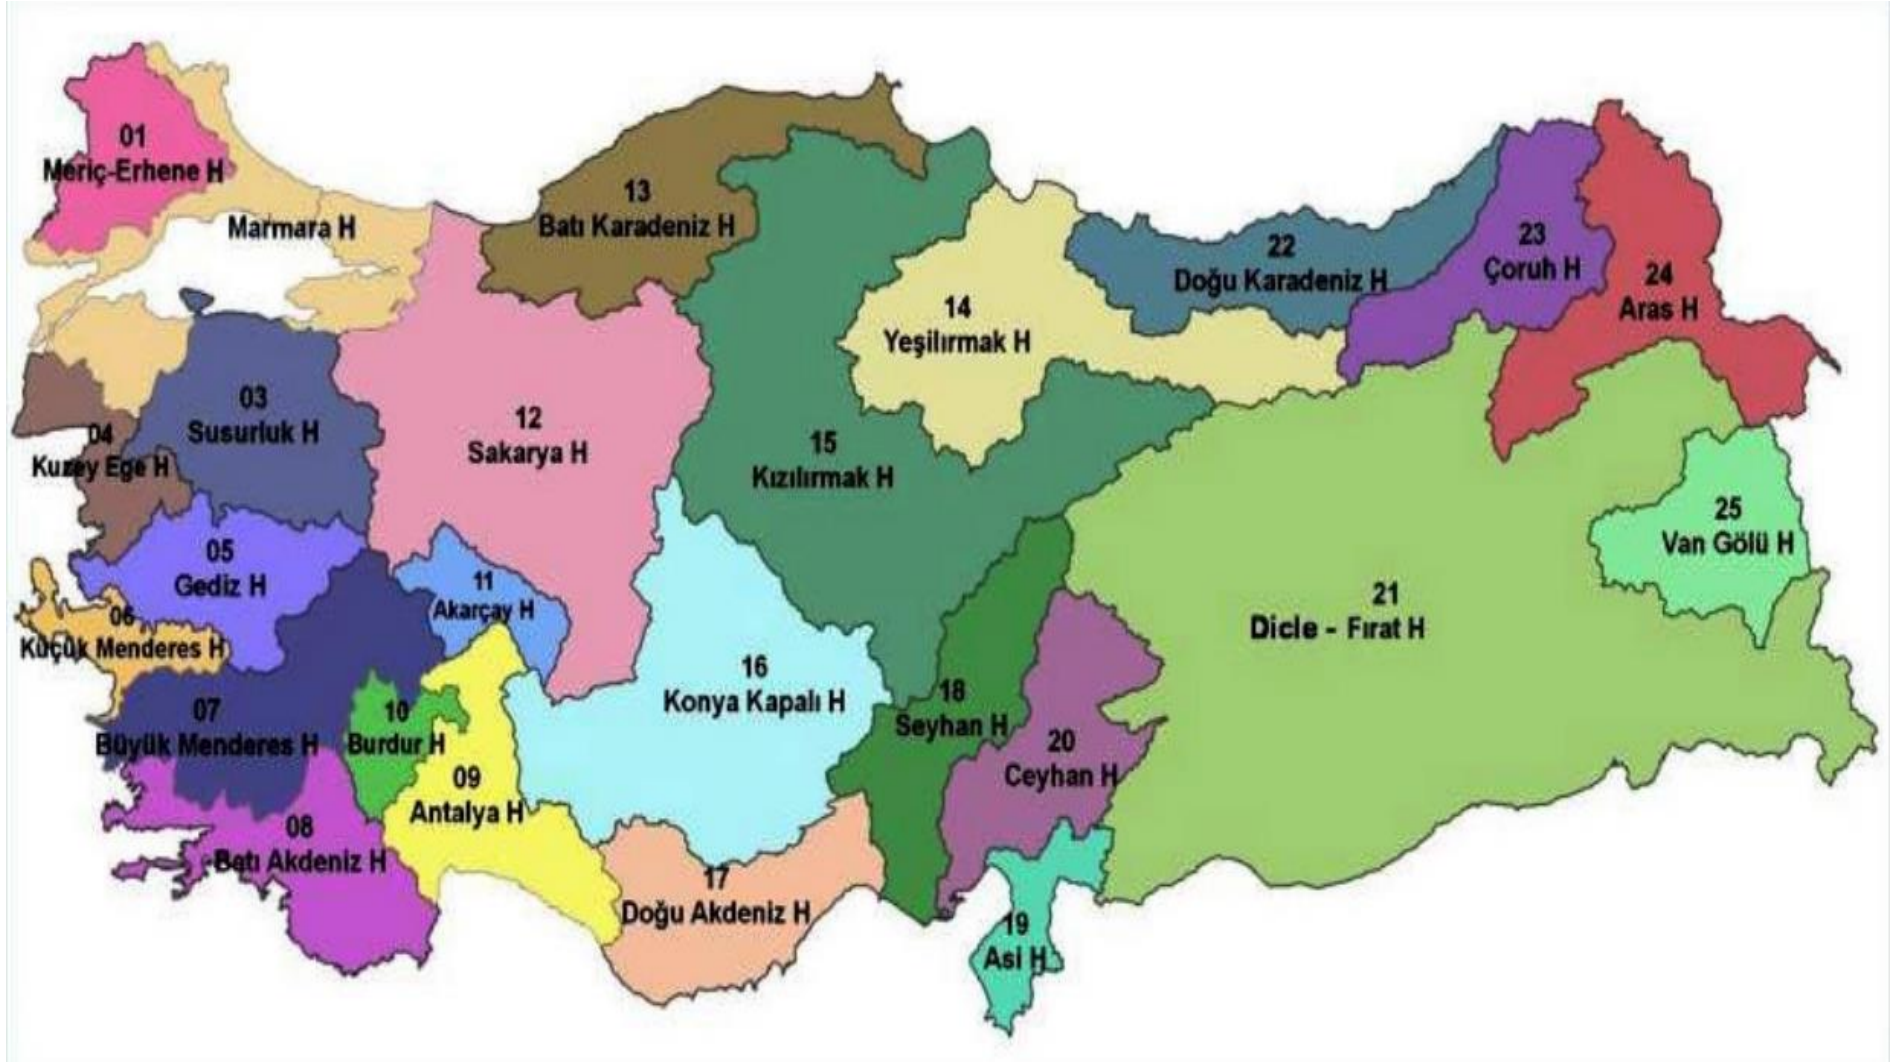 01
Meriç-Erhene H
Marmara H
13
Batı Karadeniz H
22
Doğu Karadeniz H
23
Çoruh H
24
Aras H
14
Yeşilırmak H
03
Susurluk H
12
Sakarya H
04
Kuzey Ege H
15
Kızılırmak H
25
Van Gölü H
05
Gediz H
11
Akarçay H
06
Küçük Menderes H
21
Dicle - Fırat H
16
Konya Kapalı H
18
Seyhan H
07
Büyük Menderes H
10
Burdur H
20
Ceyhan H
09
Antalya H
08
Batı Akdeniz H
17
Doğu Akdeniz H
19
Asi H